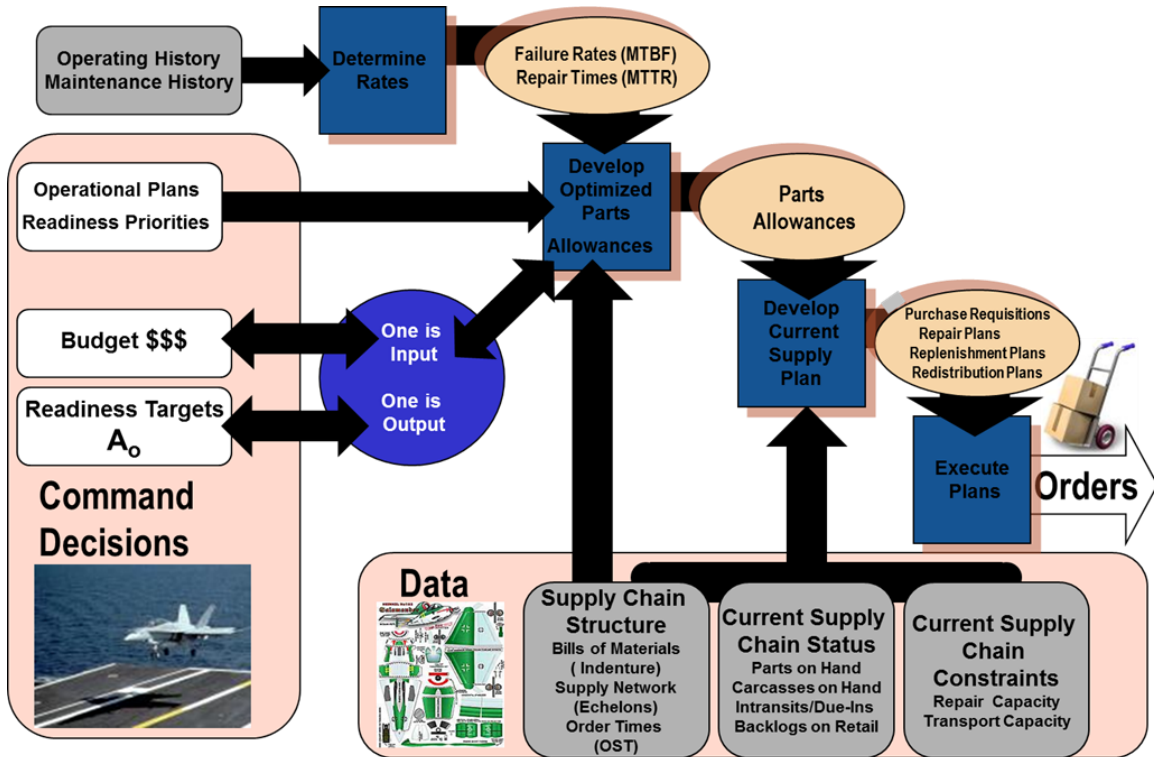 Operating History
Maintenance History
Determine
Rates
Failure Rates (MTBF)
Repair Times (MTTR)
Operational Plans
Readiness Priorities
Develop
Optimized
Parts
Allowances
Parts
Allowances
Budget $$$
One is
Input
Readiness Targets
Ao
One is
Output
Develop
Current
Supply
Plan
Purchase Requisitions
Repair Plans
Replenishment Plans
Redistribution Plans
Execute
Plans
Orders
Command
Decisions
Data
Supply Chain
Structure
Bills of Materials
( Indenture)
Supply Network
(Echelons)
Order Times
(OST)
Current Supply
Chain Status
Parts on Hand
Carcasses on Hand
Intransits/Due-Ins
Backlogs on Retail
Current Supply
Chain
Constraints
Repair Capacity
Transport Capacity